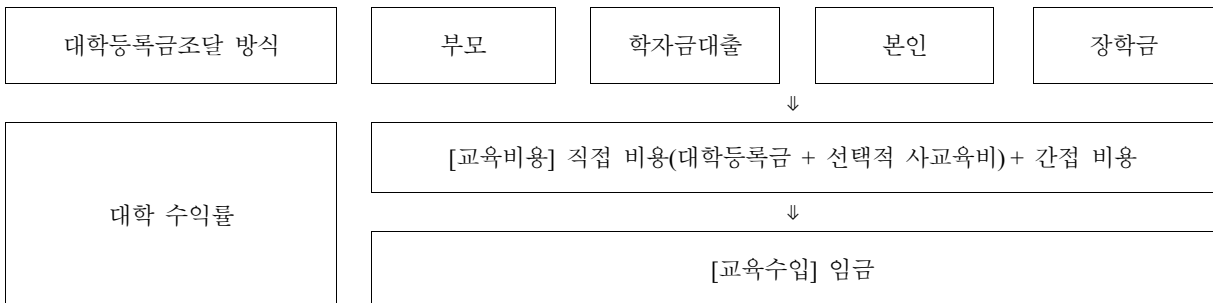 대학등록금조달 방식 부모 학자금대출 본인 장학금
⇓
[교육비용] 직접 비용(대학등록금 + 선택적 사교육비) + 간접 비용
대학 수익률
⇓
[교육수입] 임금